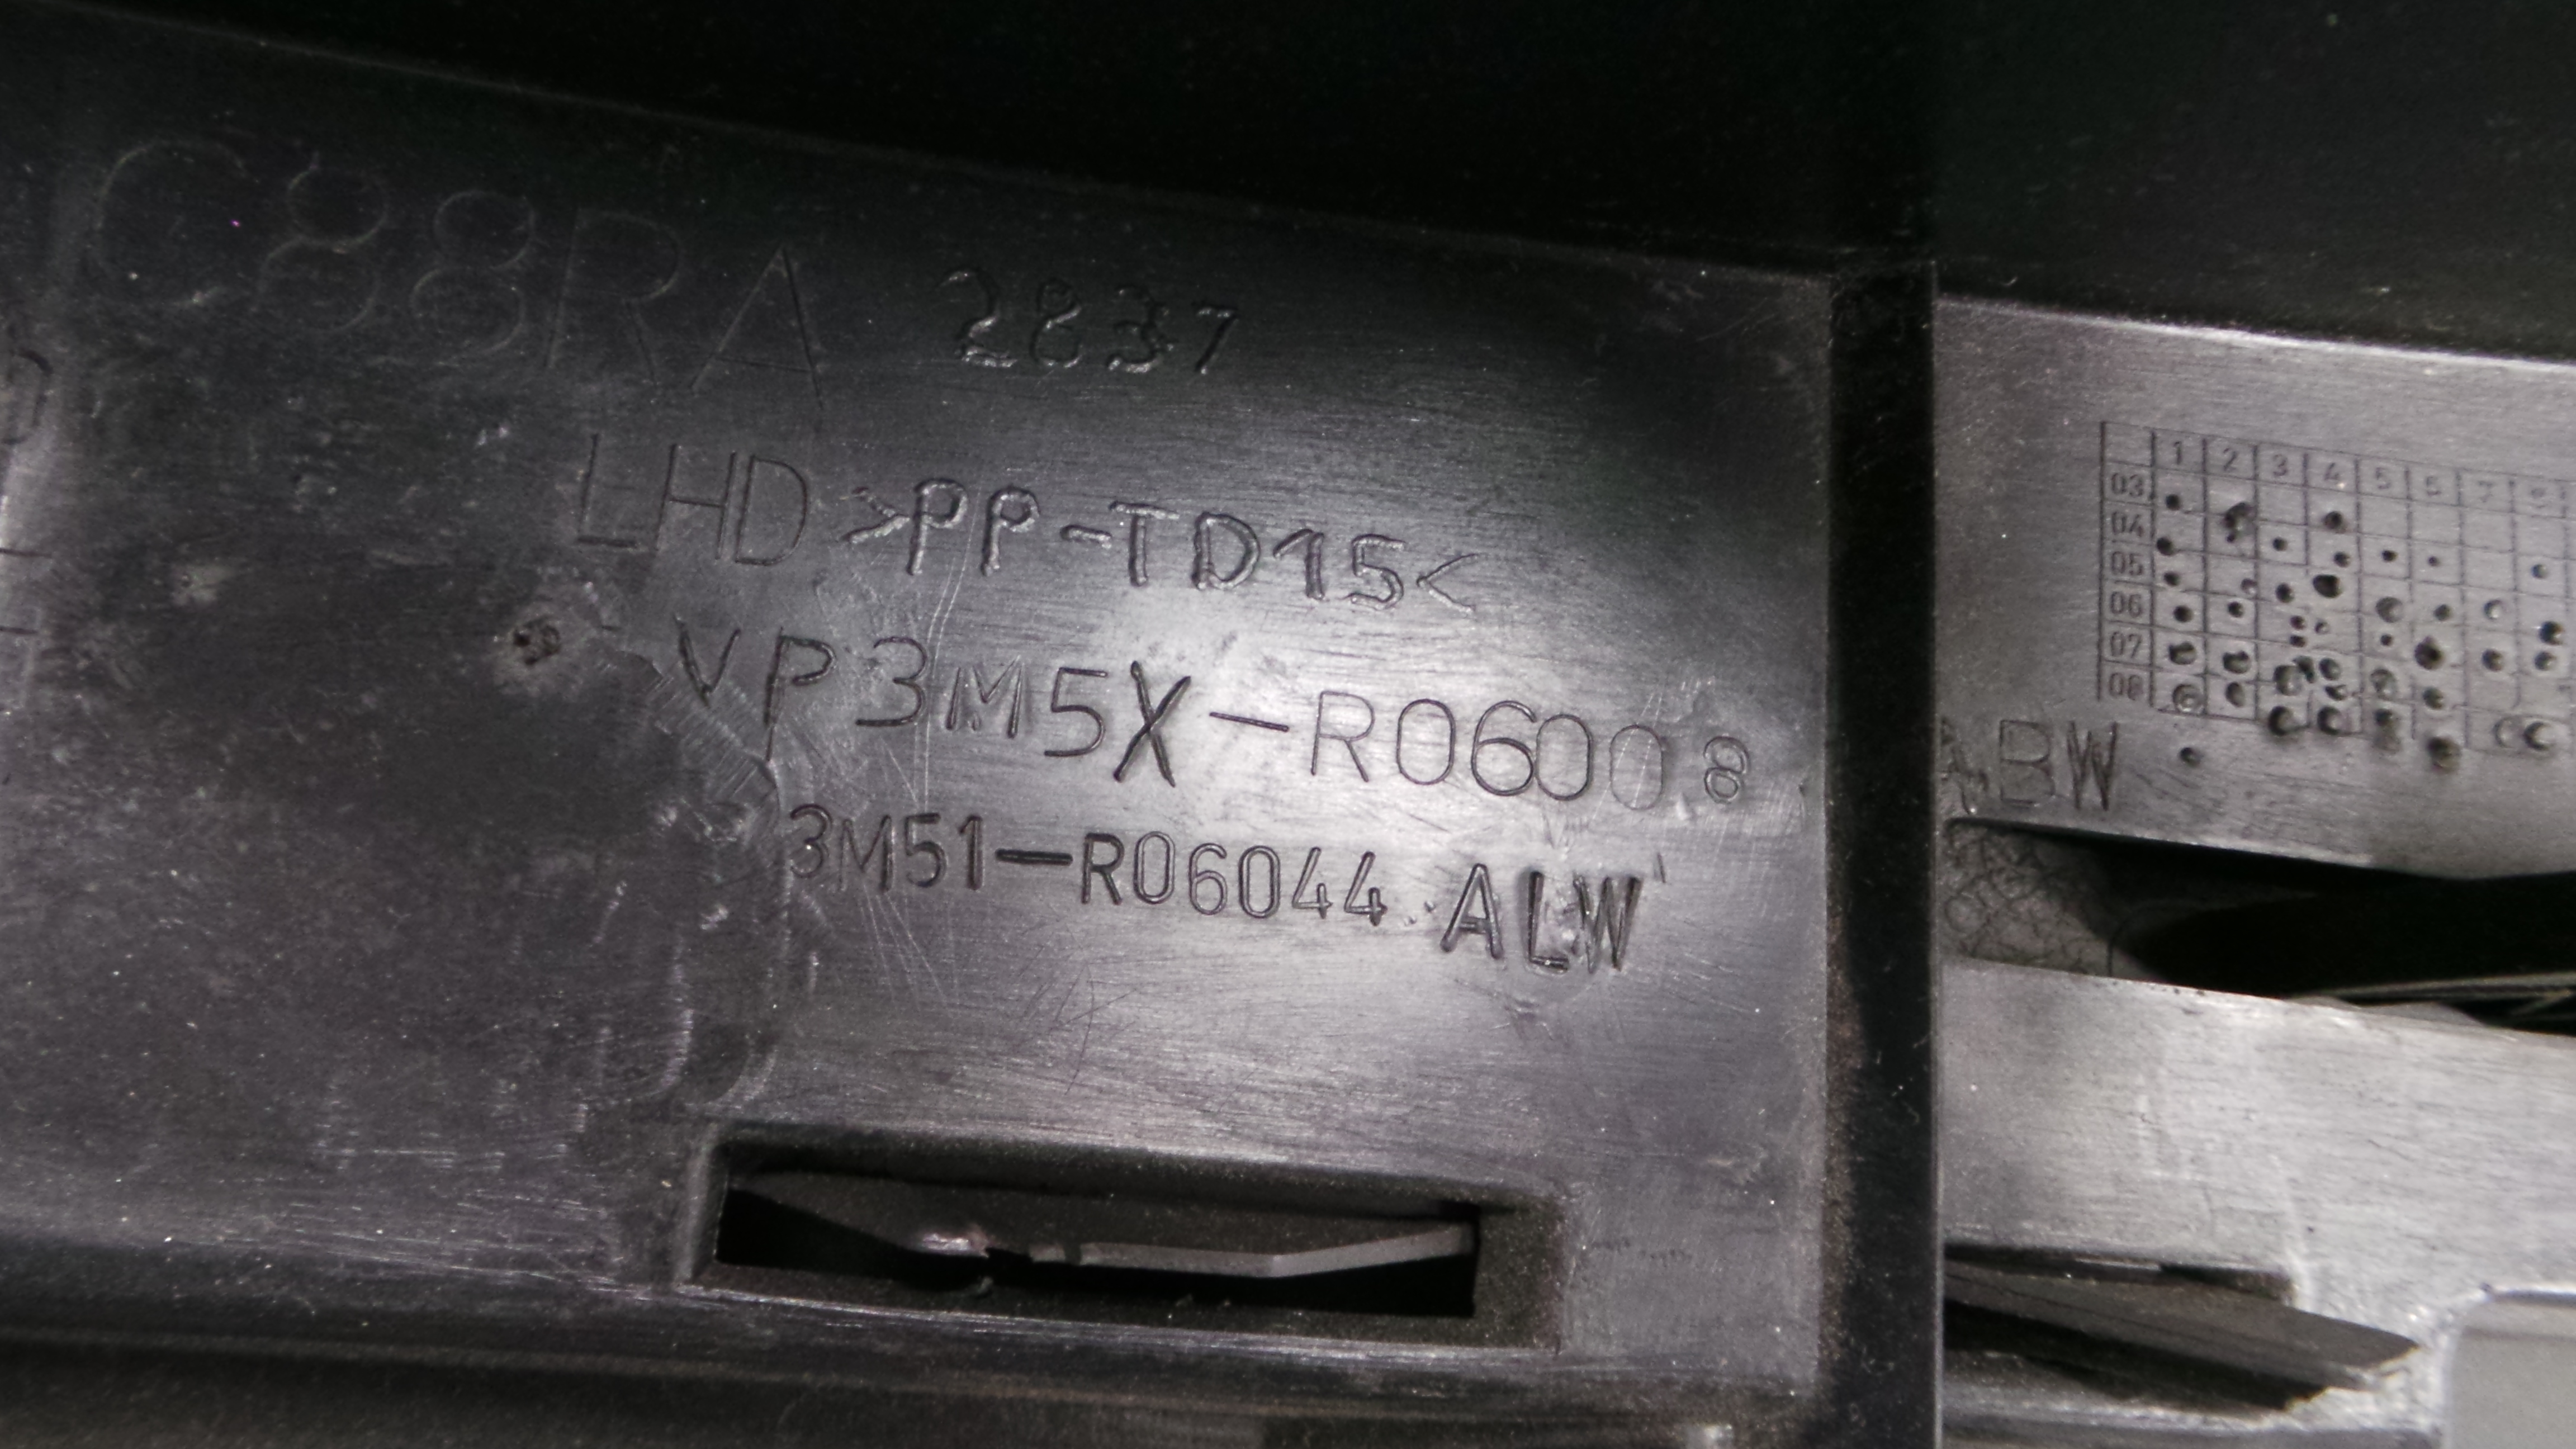 C88RA 2837
LHD >PP-TD15<
VP3M5X-R06008
3M51-R06044 ALW
1 2 3 4 5 6 7 8
03
04
05
06
07
08
ABW